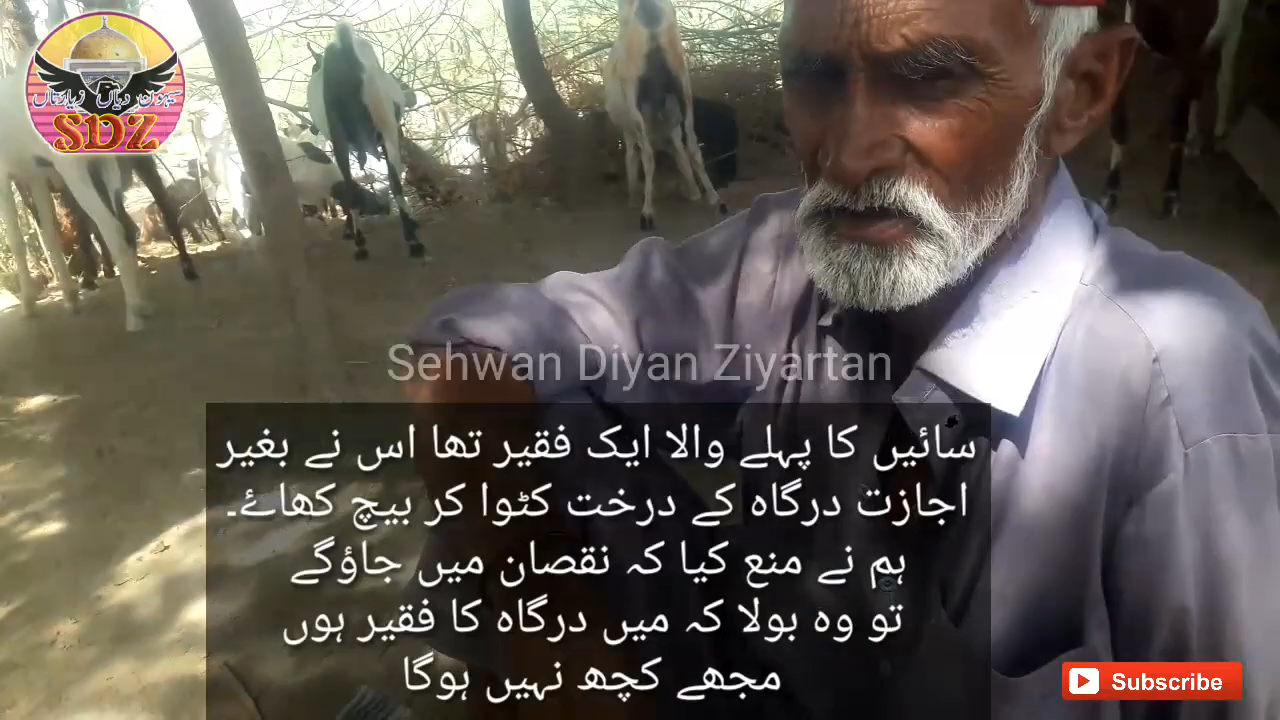 سیہون دیاں زیارتاں
SDZ
Sehwan Diyan Ziyartan
سائیں کا پہلے والا ایک فقیر تھا اس نے بغیر
اجازت درگاہ کے درخت کٹوا کر بیچ کھاۓ۔
ہم نے منع کیا کہ نقصان میں جاؤگے
تو وہ بولا کہ میں درگاہ کا فقیر ہوں
مجھے کچھ نہیں ہوگا
Subscribe